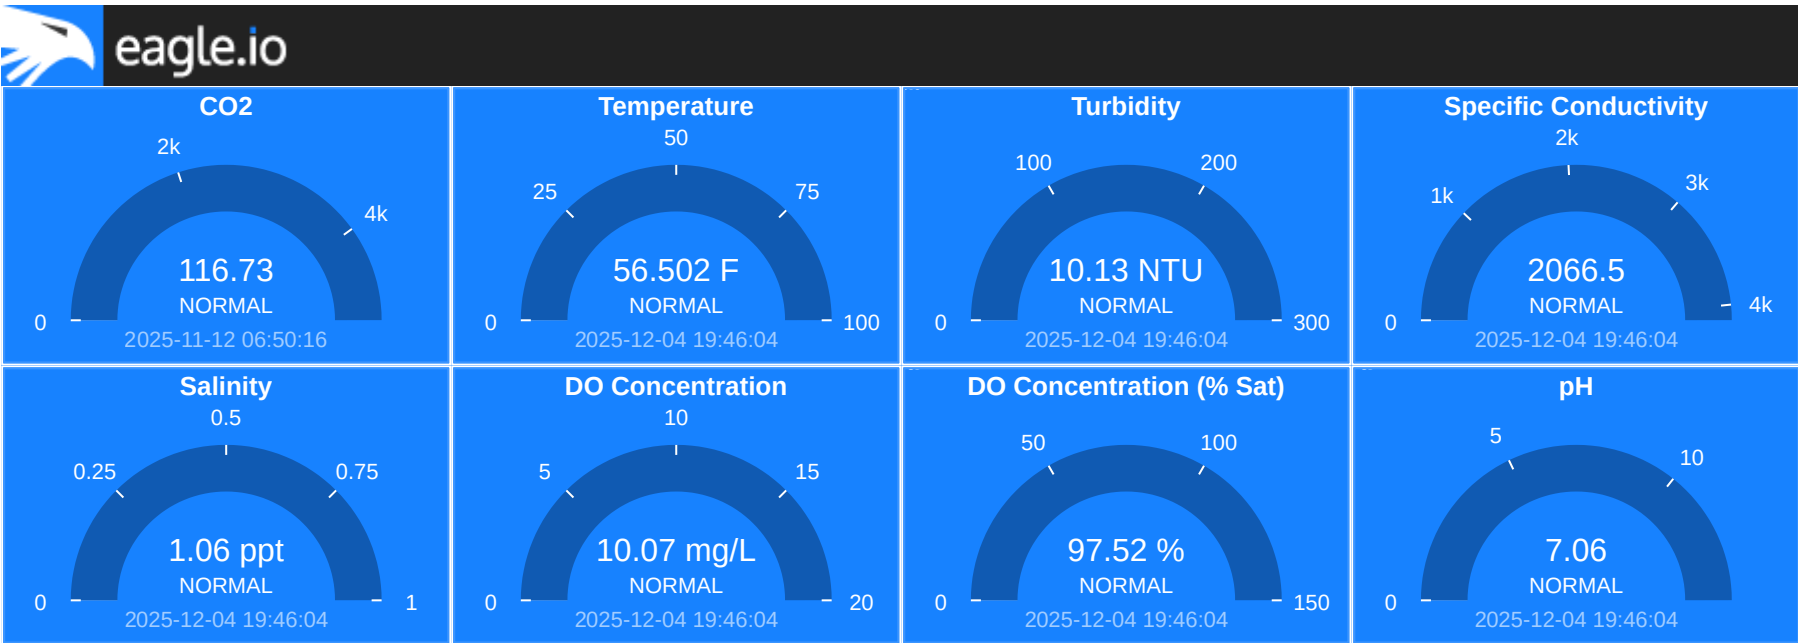 eagle.io
CO2
0
2k
4k
116.73
NORMAL
2025-11-12 06:50:16
Temperature
0
25
50
75
100
56.502 F
NORMAL
2025-12-04 19:46:04
Turbidity
0
100
200
300
10.13 NTU
NORMAL
2025-12-04 19:46:04
Specific Conductivity
0
1k
2k
3k
4k
2066.5
NORMAL
2025-12-04 19:46:04
Salinity
0
0.25
0.5
0.75
1
1.06 ppt
NORMAL
2025-12-04 19:46:04
DO Concentration
0
5
10
15
20
10.07 mg/L
NORMAL
2025-12-04 19:46:04
DO Concentration (% Sat)
0
50
100
150
97.52 %
NORMAL
2025-12-04 19:46:04
pH
0
5
10
7.06
NORMAL
2025-12-04 19:46:04